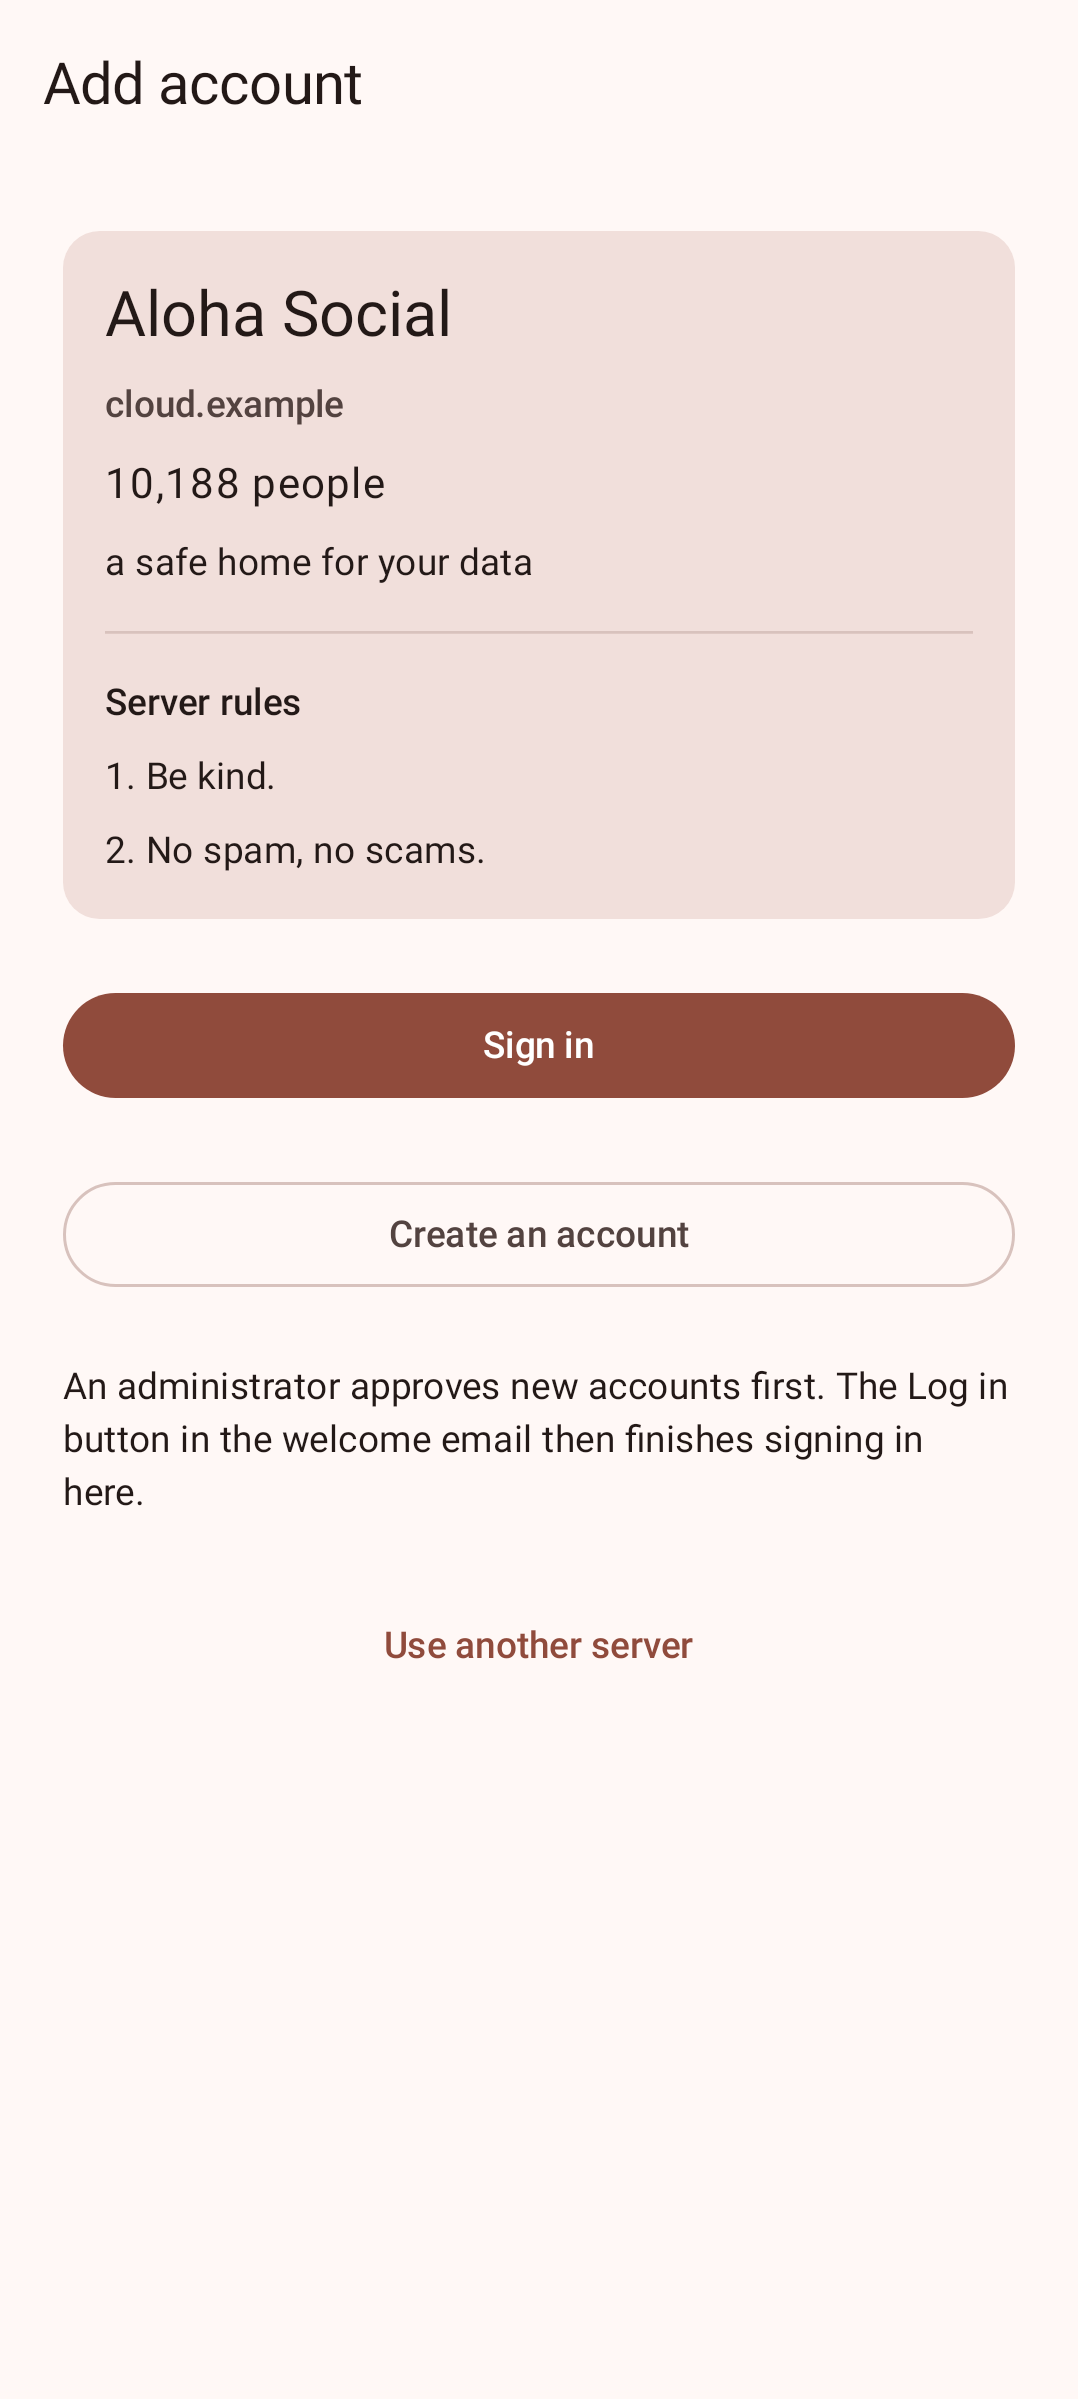 Add account
Aloha Social
cloud.example
10,188 people
a safe home for your data
Server rules
1. Be kind.
2. No spam, no scams.
Sign in
Create an account
An administrator approves new accounts first. The Log in
button in the welcome email then finishes signing in
here.
Use another server